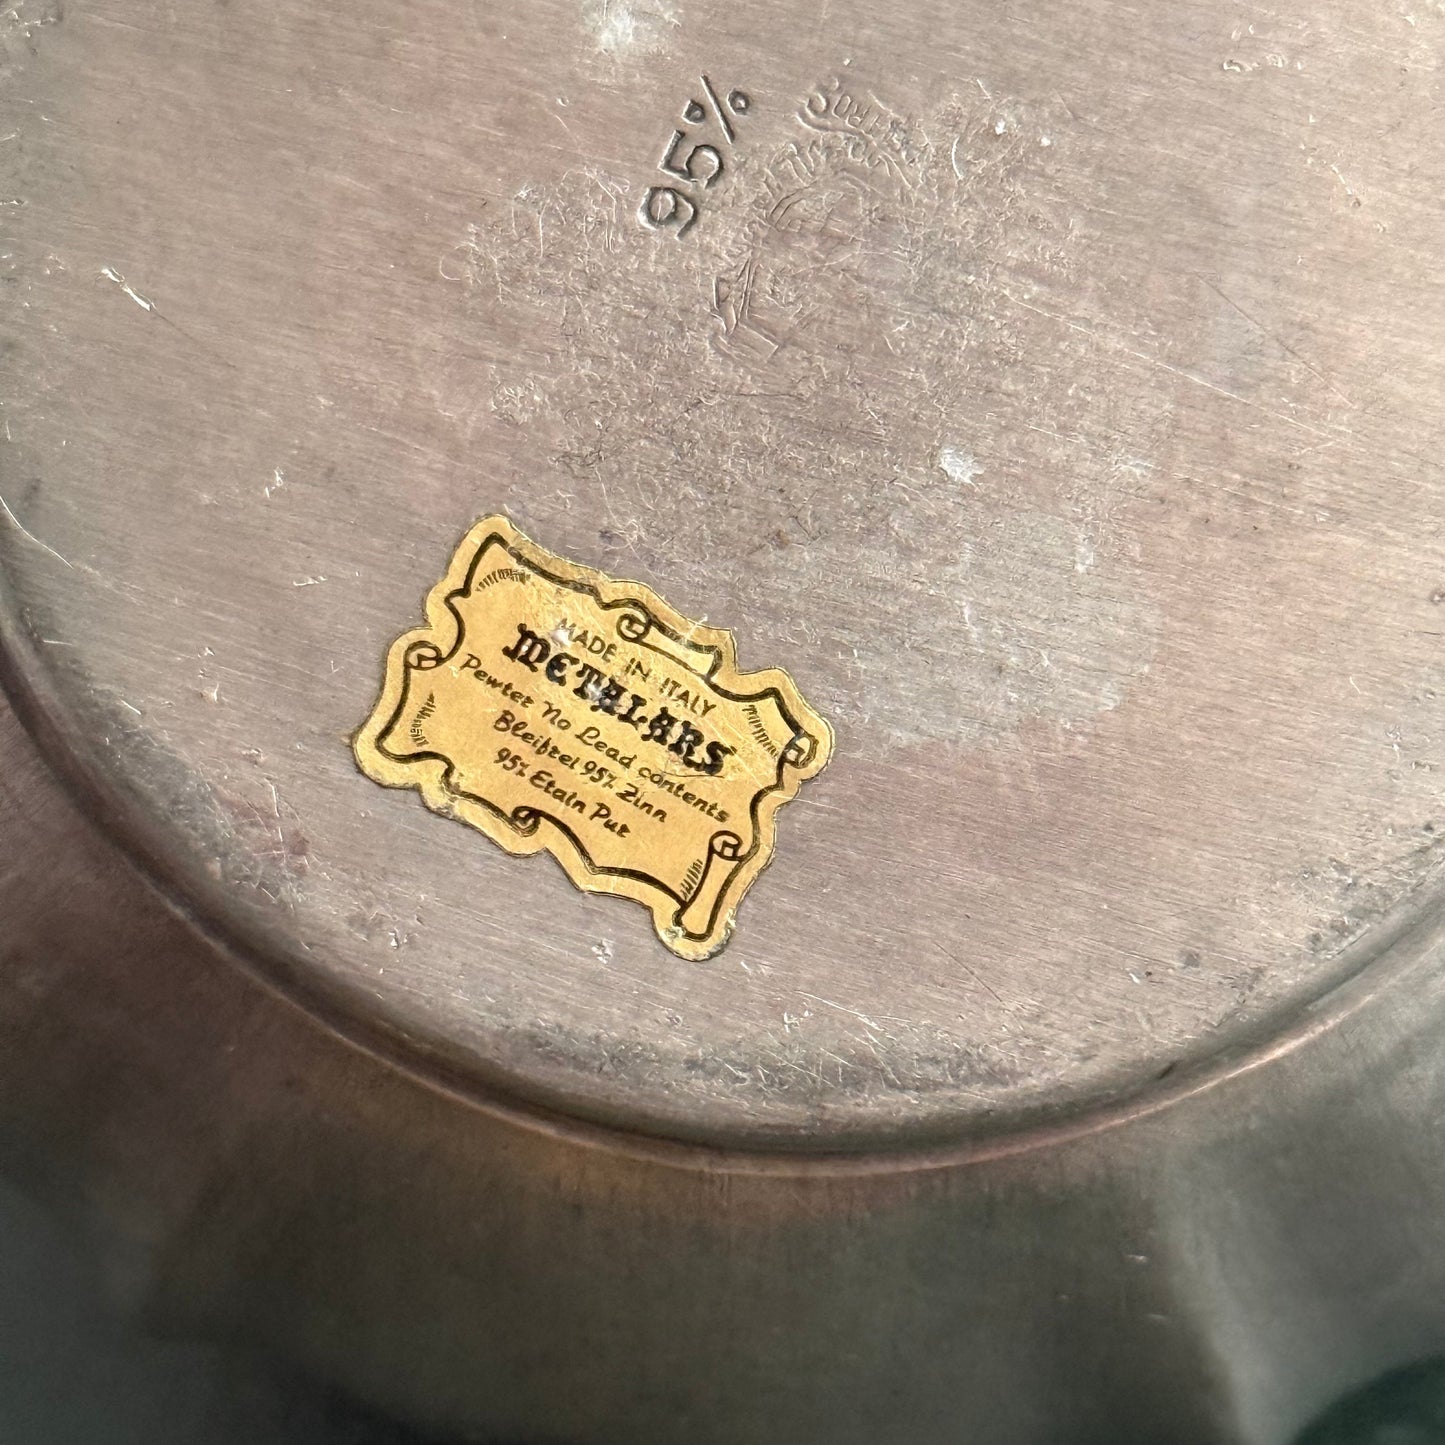 95%
MADE IN ITALY
METALARS
Pewter No Lead contents
Bleifrei 95% Zinn
95% Etain Pur